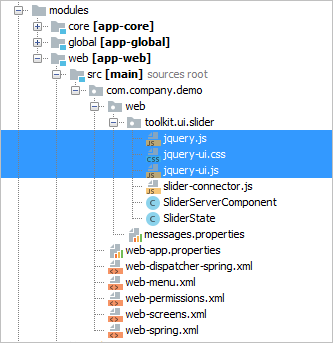 modules
core [app-core]
global [app-global]
web [app-web]
src [main] sources root
com.company.demo
web
toolkit.ui.slider
jquery.js
jquery-ui.css
jquery-ui.js
slider-connector.js
SliderServerComponent
SliderState
messages.properties
web-app.properties
web-dispatcher-spring.xml
web-menu.xml
web-permissions.xml
web-screens.xml
web-spring.xml